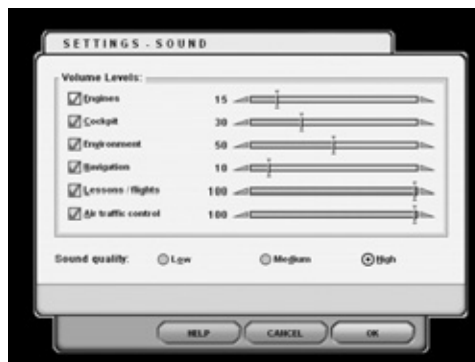 SETTINGS - SOUND
Volume Levels:
Engines 15
Cockpit 30
Environment 50
Navigation 10
Lessons / flights 100
Air traffic control 100
Sound quality: Low Medium High
HELP CANCEL OK